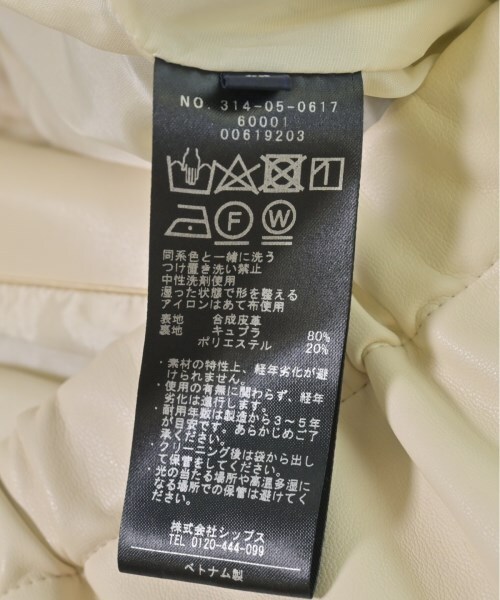 NO. 314-05-0617
60001
00619203
F W
同系色と一緒に洗う
つけ置き洗い禁止
中性洗剤使用
湿った状態で形を整える
アイロンはあて布使用
表地 合成皮革
裏地 キュプラ 80%
ポリエステル 20%
・素材の特性上、経年劣化が避
けられません。
・使用の有無に関わらず、経年
劣化は進行します。
・耐用年数は製造から3〜5年
が目安です。あらかじめご了
承ください。
・クリーニング後は袋から出し
て保管をしてください。
・光の当たる場所や高温多湿に
なる場所での保管は避けてく
ださい。
株式会社シップス
TEL 0120-444-099
ベトナム製